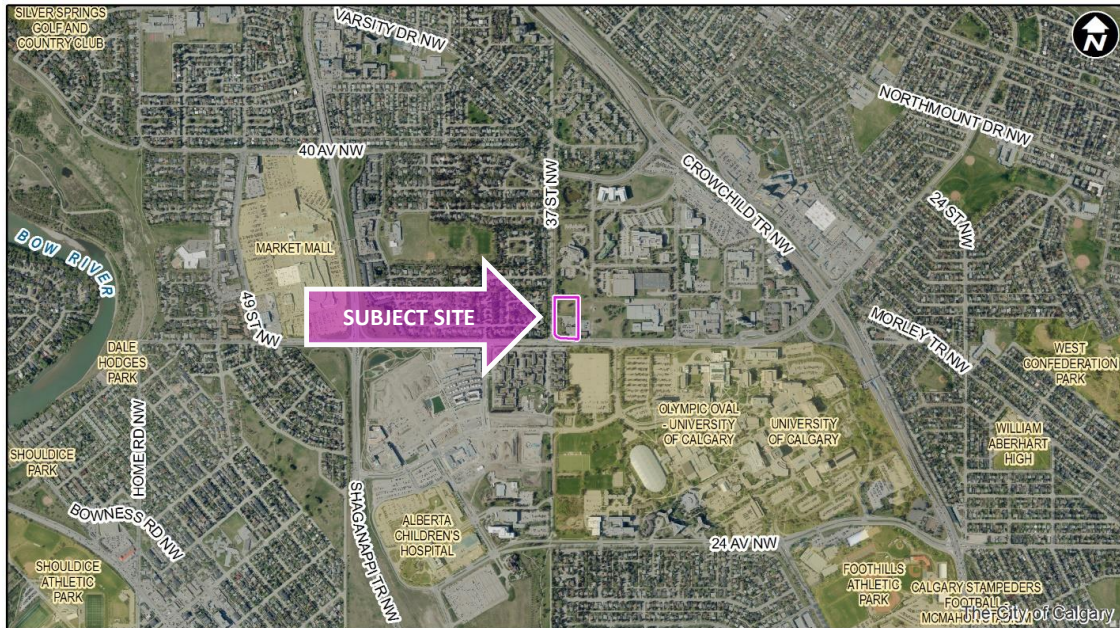 SILVER SPRINGS
GOLF AND
COUNTRY CLUB
VARSITY DR NW
N
NORTHMOUNT DR NW
40 AV NW
CROWCHILD TR NW
37 ST NW
24 ST NW
BOW RIVER
MARKET MALL
49 ST NW
SUBJECT SITE
MORLEY TR NW
DALE
HODGES
PARK
WEST
CONFEDERATION
PARK
HOME RD NW
OLYMPIC OVAL
- UNIVERSITY
OF CALGARY
UNIVERSITY
OF CALGARY
WILLIAM
ABERHART
HIGH
SHOULDICE
PARK
SHAGANAPPI TR NW
BOWNESS RD NW
ALBERTA
CHILDREN'S
HOSPITAL
24 AV NW
SHOULDICE
ATHLETIC
PARK
FOOTHILLS
ATHLETIC
PARK
CALGARY STAMPEDERS
FOOTBALL -
MCMAHON STADIUM
The City of Calgary